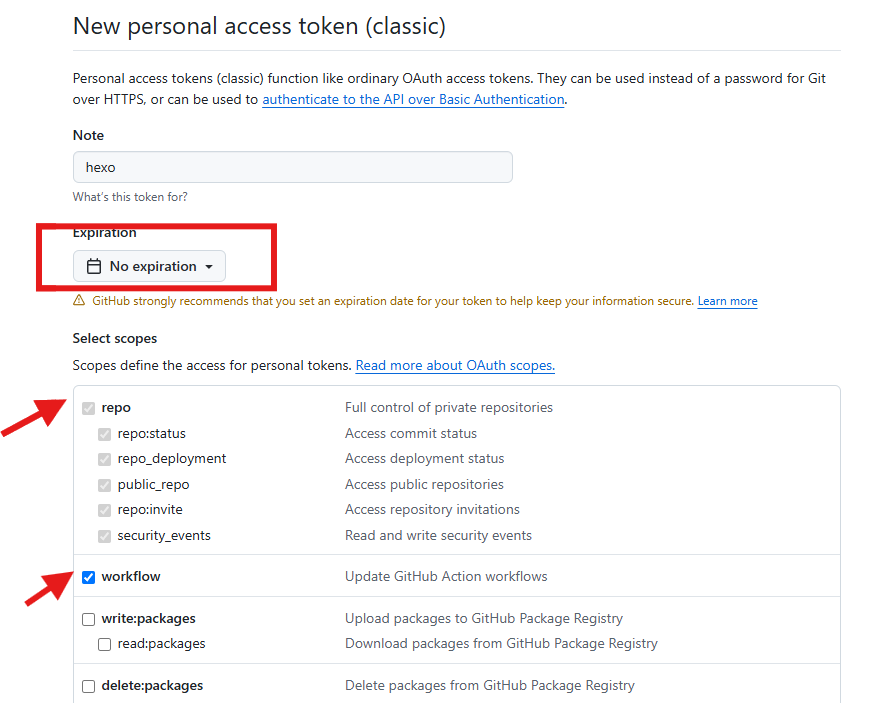 New personal access token (classic)
Personal access tokens (classic) function like ordinary OAuth access tokens. They can be used instead of a password for Git
over HTTPS, or can be used to authenticate to the API over Basic Authentication.
Note
hexo
What's this token for?
Expiration
No expiration
GitHub strongly recommends that you set an expiration date for your token to help keep your information secure. Learn more
Select scopes
Scopes define the access for personal tokens. Read more about OAuth scopes.
repo Full control of private repositories
repo:status Access commit status
repo_deployment Access deployment status
public_repo Access public repositories
repo:invite Access repository invitations
security_events Read and write security events
workflow Update GitHub Action workflows
write:packages Upload packages to GitHub Package Registry
read:packages Download packages from GitHub Package Registry
delete:packages Delete packages from GitHub Package Registry